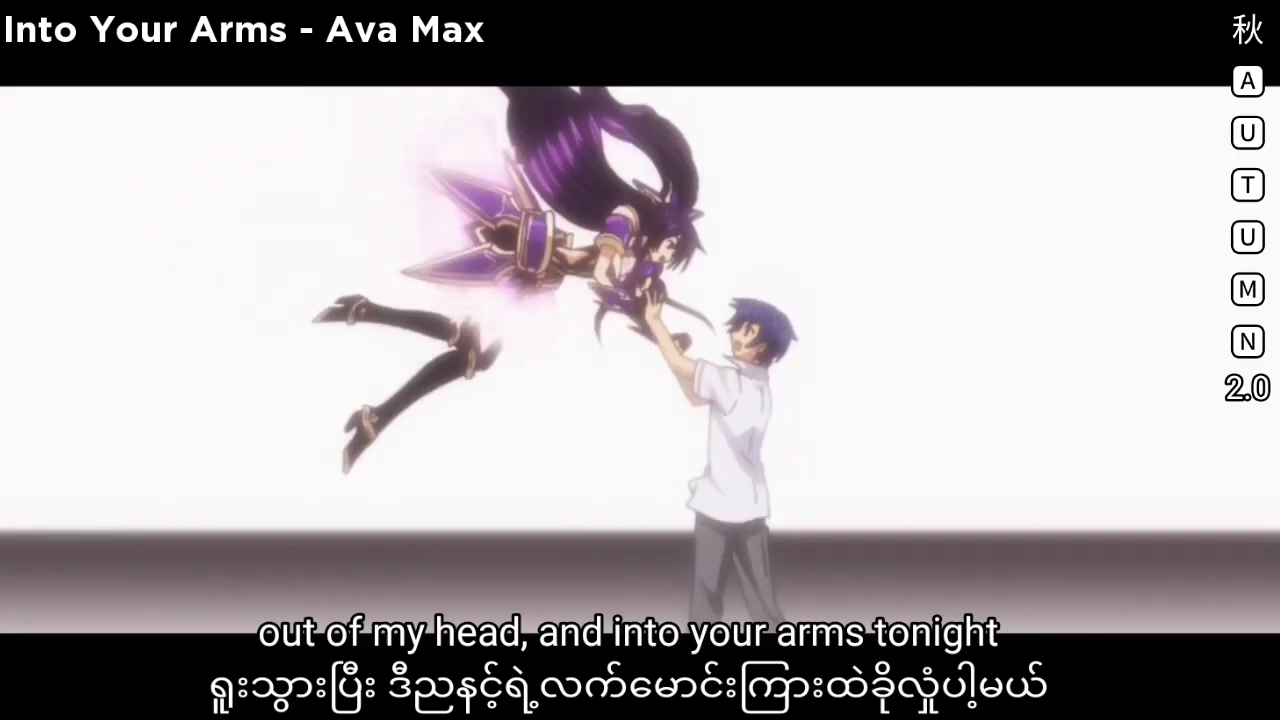 Into Your Arms - Ava Max
秋
A
U
T
U
M
N
2.0
out of my head, and into your arms tonight
ရူးသွားပြီး ဒီညနင့်ရဲ့လက်မောင်းကြားထဲခိုလှုံပါ့မယ်